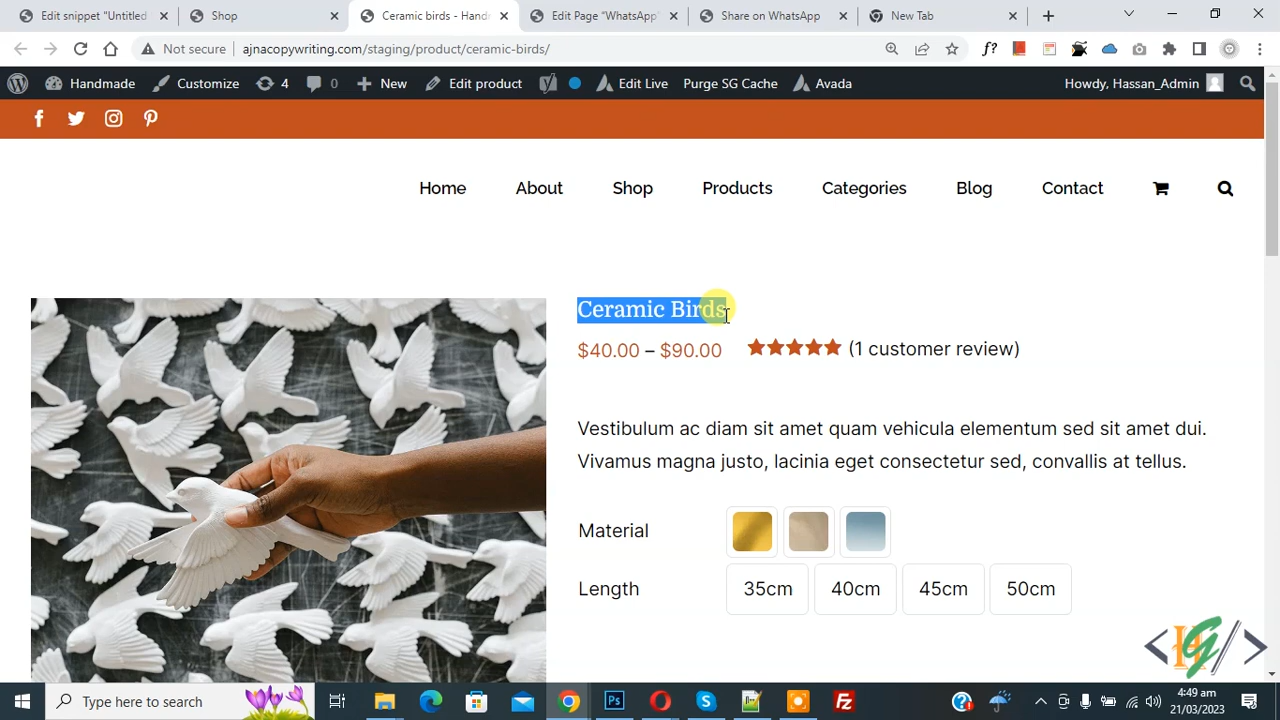 Edit snippet "Untitled
Shop
Ceramic birds - Hand
Edit Page "WhatsApp"
Share on WhatsApp
New Tab
Not secure
ajnacopywriting.com/staging/product/ceramic-birds/
f?
Handmade
Customize
4
0
New
Edit product
Edit Live
Purge SG Cache
Avada
Howdy, Hassan_Admin
Home
About
Shop
Products
Categories
Blog
Contact
Ceramic Birds
$40.00 – $90.00
(1 customer review)
Vestibulum ac diam sit amet quam vehicula elementum sed sit amet dui.
Vivamus magna justo, lacinia eget consectetur sed, convallis at tellus.
Material
Length
35cm
40cm
45cm
50cm
HG
Type here to search
Ps
Fz
4:49 am
21/03/2023